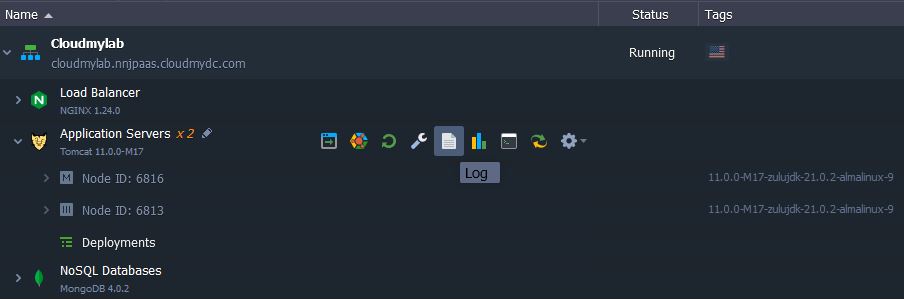 Name Status Tags
Cloudmylab
cloudmylab.nnjpaas.cloudmydc.com
Running
Load Balancer
NGINX 1.24.0
Application Servers x 2
Tomcat 11.0.0-M17
Log
M Node ID: 6816 11.0.0-M17-zulujdk-21.0.2-almalinux-9
Node ID: 6813 11.0.0-M17-zulujdk-21.0.2-almalinux-9
Deployments
NoSQL Databases
MongoDB 4.0.2